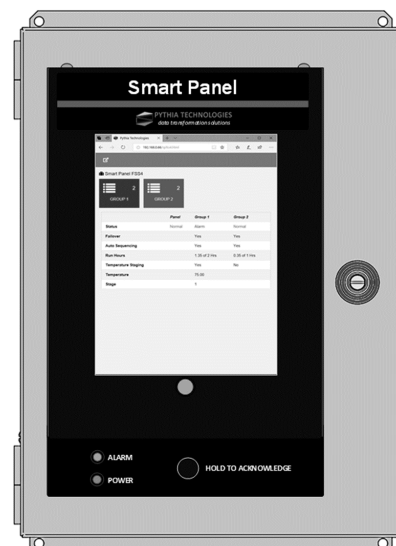 Smart Panel
PYTHIA TECHNOLOGIES
data transformation solutions
Pythia Technologies
Smart Panel FSS4
2
GROUP 1
2
GROUP 2
Panel Group 1 Group 2
Status Normal Alarm Normal
Failover Yes Yes
Auto Sequencing Yes Yes
Run Hours 1.35 of 2 Hrs 0.35 of 1 Hrs
Temperature Staging Yes No
Temperature 75.00
Stage 1
ALARM
HOLD TO ACKNOWLEDGE
POWER